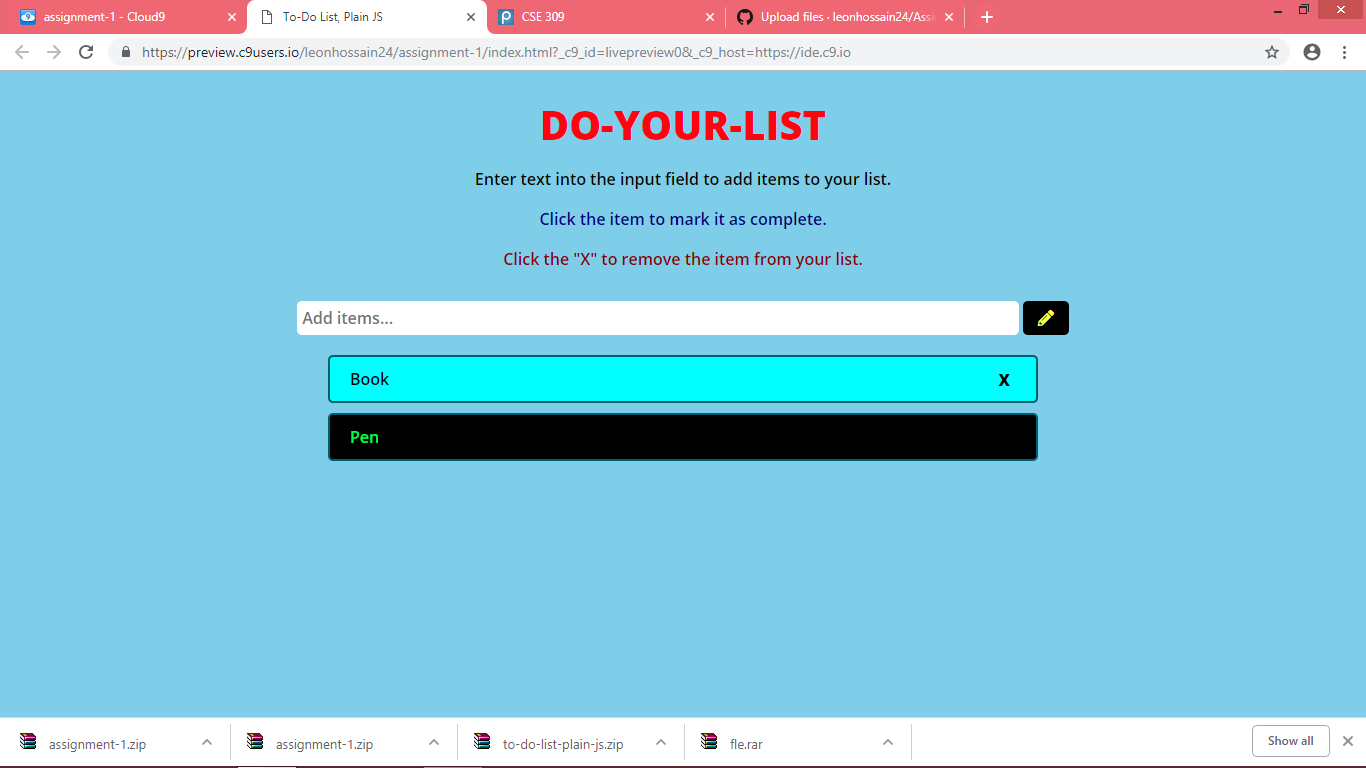 assignment-1 - Cloud9
To-Do List, Plain JS
CSE 309
Upload files · leonhossain24/Assi
https://preview.c9users.io/leonhossain24/assignment-1/index.html?_c9_id=livepreview0&_c9_host=https://ide.c9.io
DO-YOUR-LIST
Enter text into the input field to add items to your list.
Click the item to mark it as complete.
Click the "X" to remove the item from your list.
Add items...
Book X
Pen
assignment-1.zip
assignment-1.zip
to-do-list-plain-js.zip
fle.rar
Show all